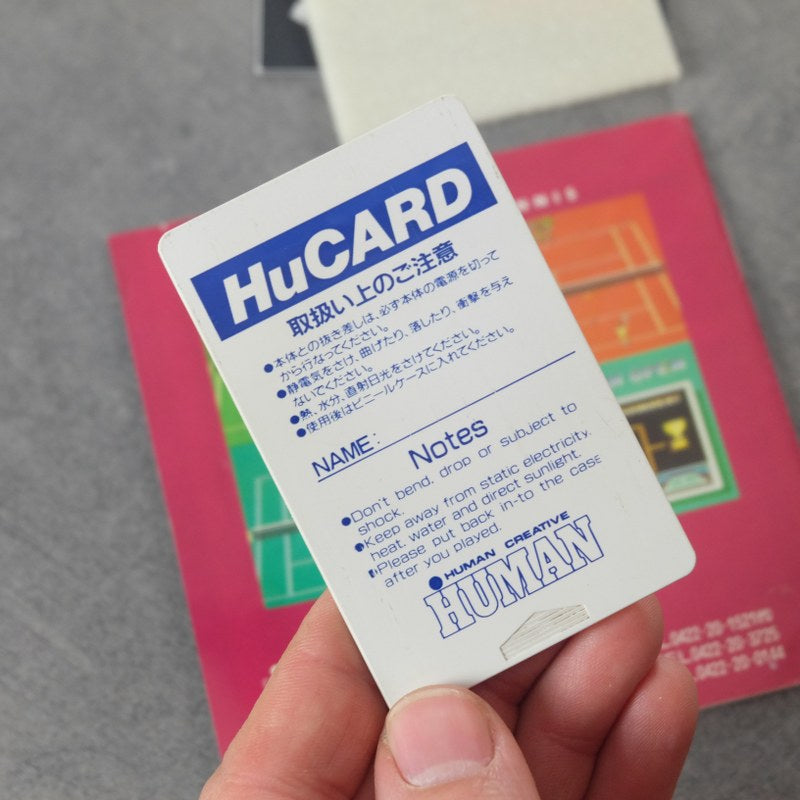 HuCARD
取扱い上のご注意
●本体との抜き差しは、必ず本体の電源を切って
から行なってください。
●静電気をさけ、曲げたり、落したり、衝撃を与え
ないでください。
●熱、水分、直射日光をさけてください。
●使用後はビニールケースに入れてください。
NAME:
Notes
●Don't bend, drop or subject to
shock.
●Keep away from static electricity,
heat, water and direct sunlight.
●Please put back in-to the case
after you played.
●HUMAN CREATIVE
HUMAN
0422-20-3725
0422-20-0144